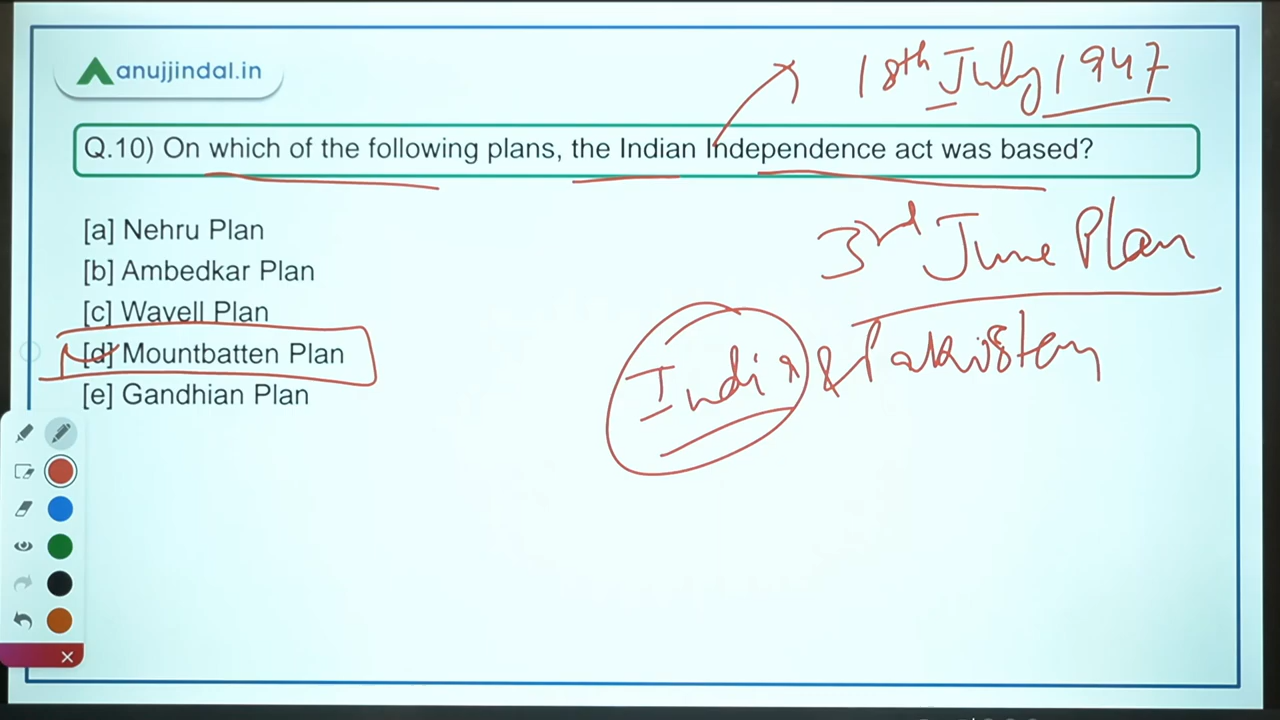 anujjindal.in
18th July 1947
Q.10) On which of the following plans, the Indian Independence act was based?
[a] Nehru Plan
3rd June Plan
[b] Ambedkar Plan
[c] Wavell Plan
[d] Mountbatten Plan
India & Pakistan
[e] Gandhian Plan